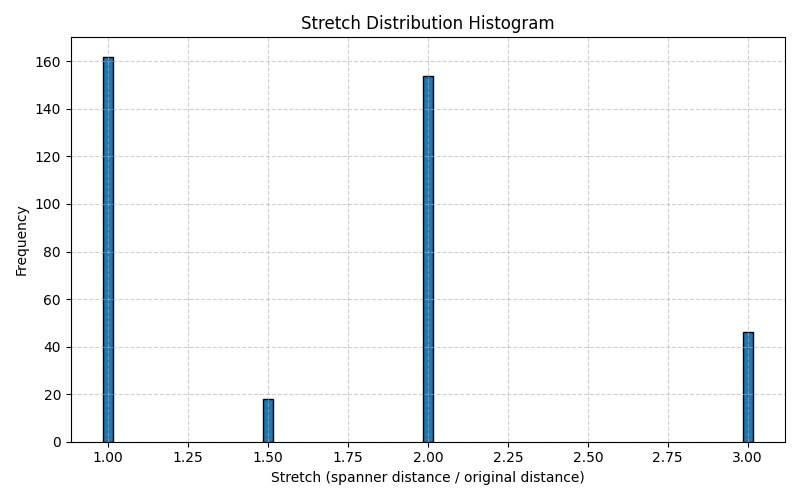 Stretch Distribution Histogram
Frequency
160
140
120
100
80
60
40
20
0
1.00 1.25 1.50 1.75 2.00 2.25 2.50 2.75 3.00
Stretch (spanner distance / original distance)